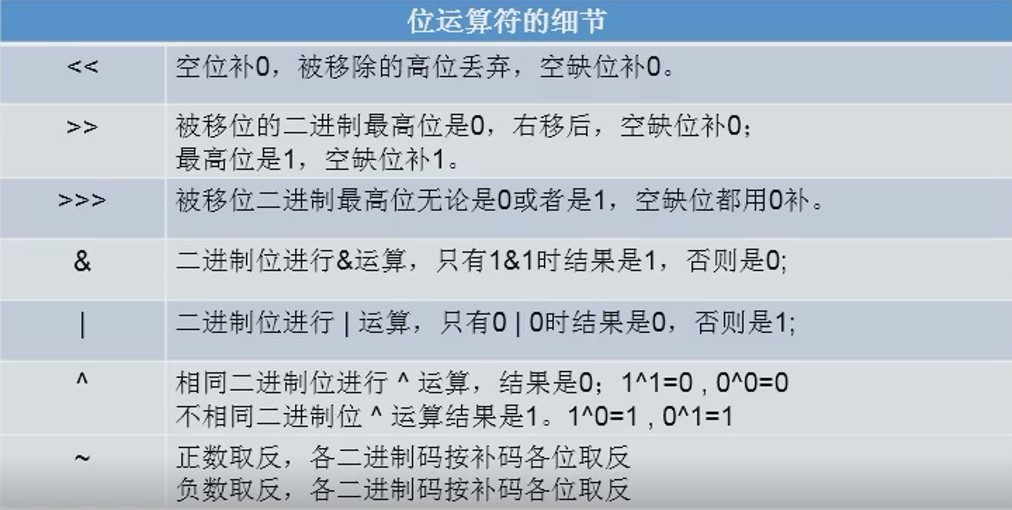 位运算符的细节
<< 空位补0，被移除的高位丢弃，空缺位补0。
>> 被移位的二进制最高位是0，右移后，空缺位补0；
最高位是1，空缺位补1。
>>> 被移位二进制最高位无论是0或者是1，空缺位都用0补。
& 二进制位进行&运算，只有1&1时结果是1，否则是0;
| 二进制位进行 | 运算，只有0 | 0时结果是0，否则是1;
^ 相同二进制位进行 ^ 运算，结果是0；1^1=0 , 0^0=0
不相同二进制位 ^ 运算结果是1。1^0=1 , 0^1=1
~ 正数取反，各二进制码按补码各位取反
负数取反，各二进制码按补码各位取反